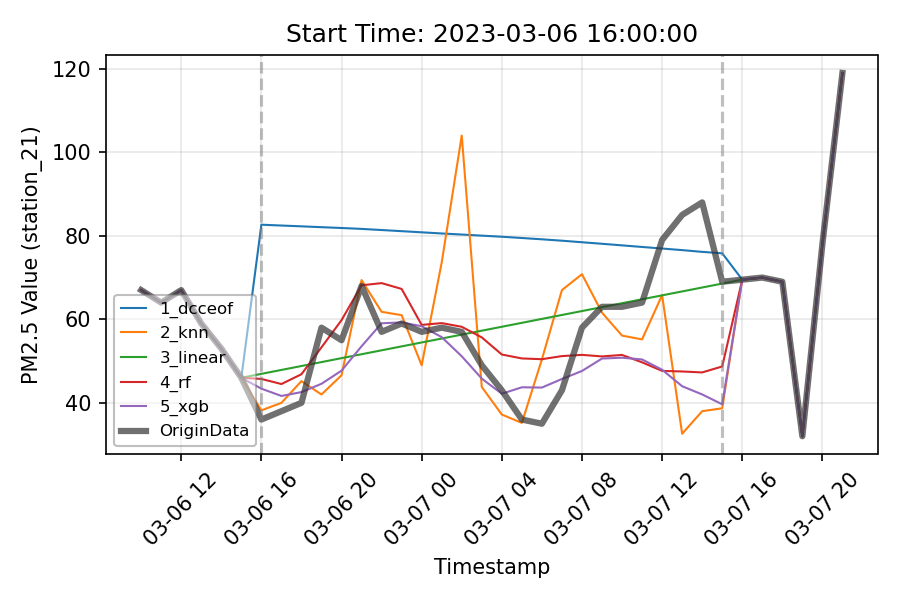 Start Time: 2023-03-06 16:00:00
PM2.5 Value (station_21)
120
100
80
60
40
1_dcceof
2_knn
3_linear
4_rf
5_xgb
OriginData
03-06 12
03-06 16
03-06 20
03-07 00
03-07 04
03-07 08
03-07 12
03-07 16
03-07 20
Timestamp